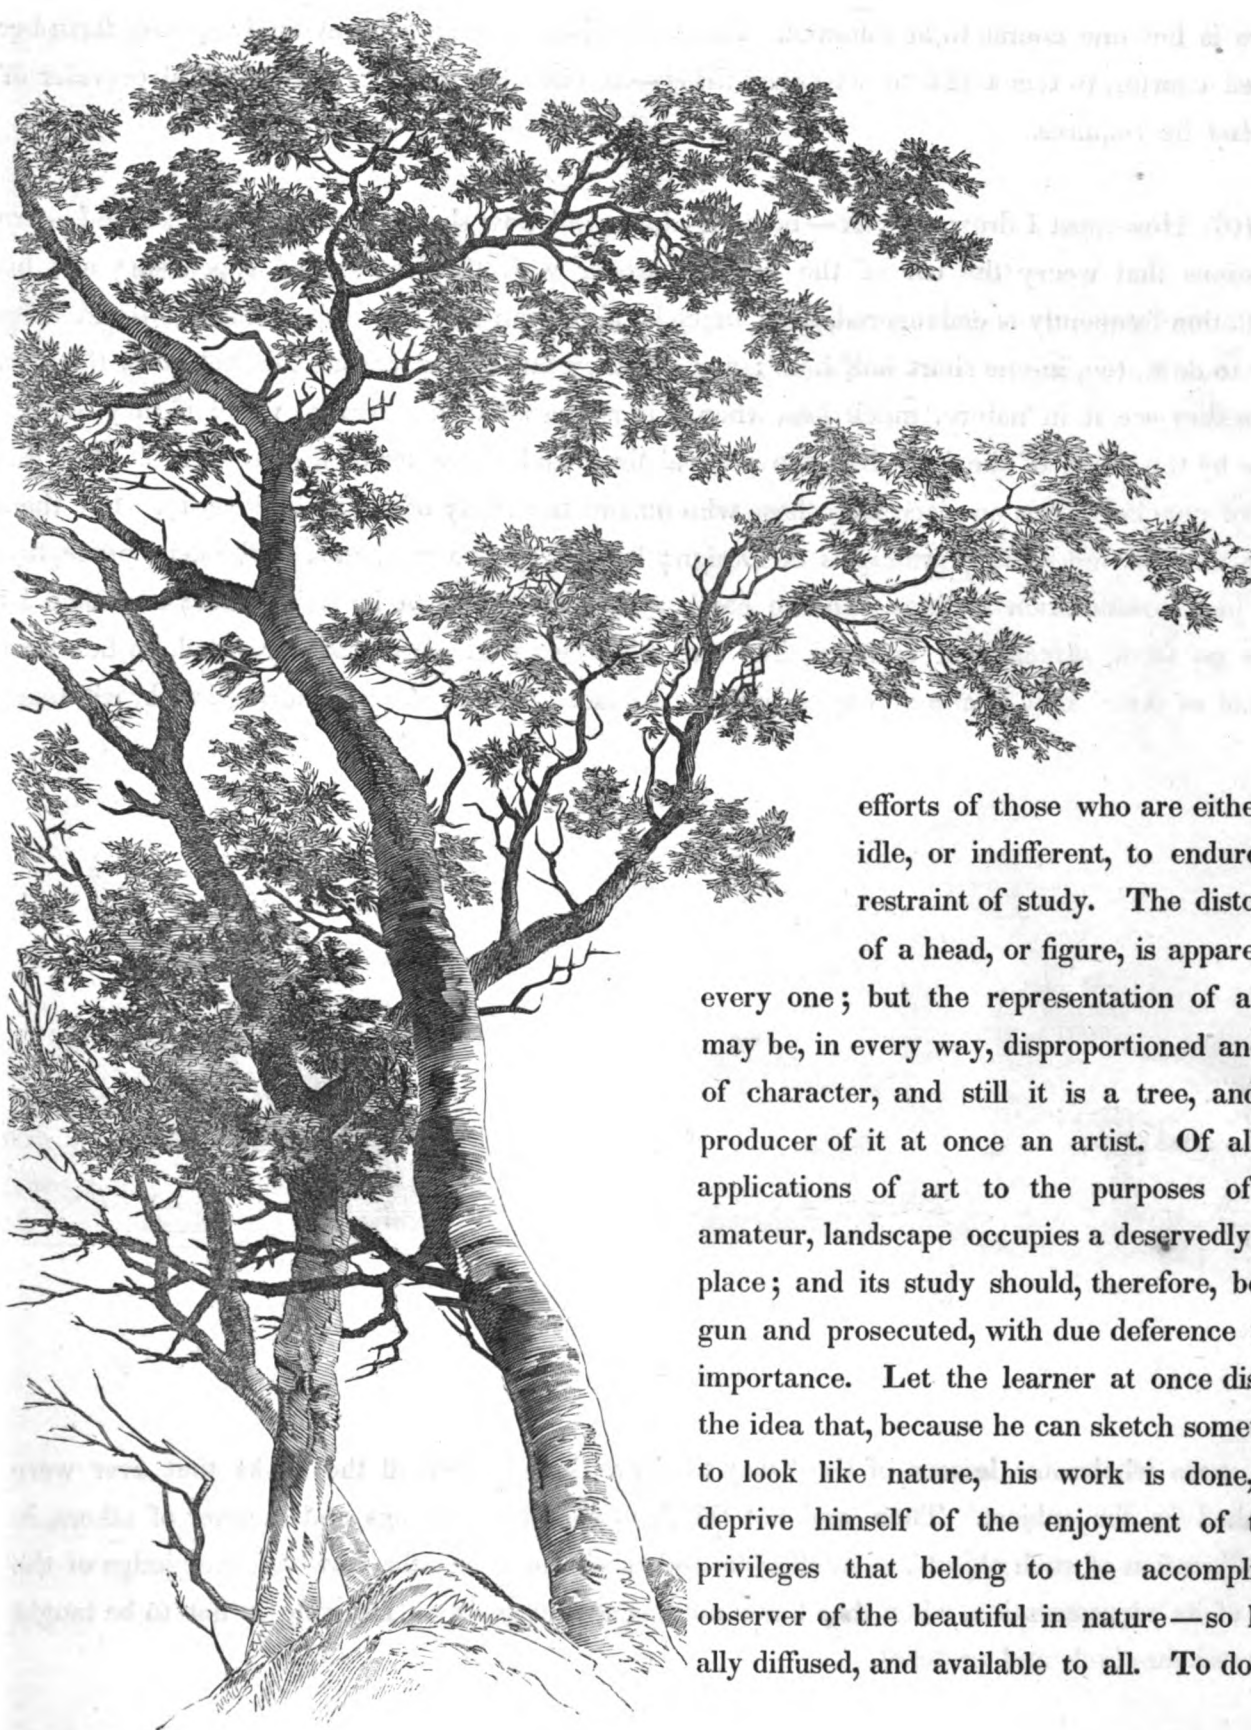 efforts of those who are eithe
idle, or indifferent, to endure
restraint of study. The disto
of a head, or figure, is appare
every one; but the representation of a
may be, in every way, disproportioned an
of character, and still it is a tree, and
producer of it at once an artist. Of al
applications of art to the purposes of
amateur, landscape occupies a deservedly
place; and its study should, therefore, be
gun and prosecuted, with due deference
importance. Let the learner at once dis
the idea that, because he can sketch some
to look like nature, his work is done,
deprive himself of the enjoyment of t
privileges that belong to the accompl
observer of the beautiful in nature—so l
ally diffused, and available to all. To do